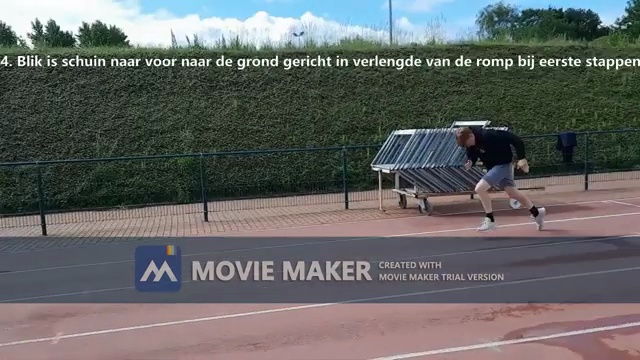 4. Blik is schuin naar voor naar de grond gericht in verlengde van de romp bij eerste stappen
MOVIE MAKER
CREATED WITH
MOVIE MAKER TRIAL VERSION